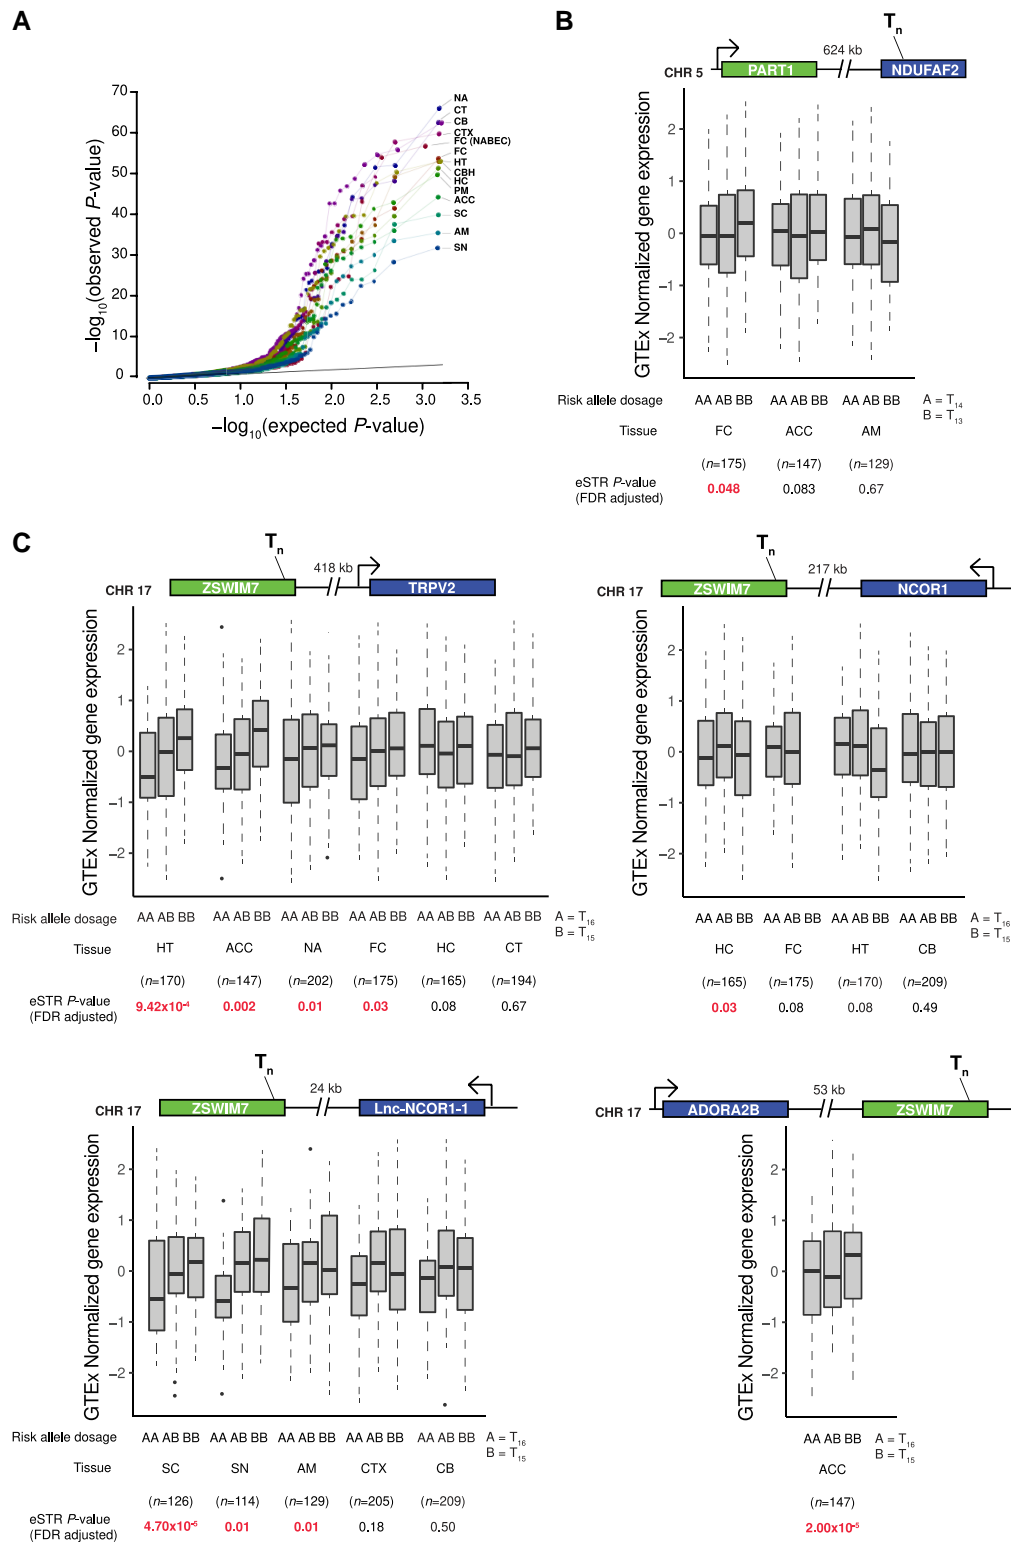 A
−log10(observed P-value)
70
60
50
40
30
20
10
0
0.0 0.5 1.0 1.5 2.0 2.5 3.0 3.5
−log10(expected P-value)
NA
CT
CB
CTX
FC (NABEC)
FC
HT
CBH
HC
PM
ACC
SC
AM
SN
B
Tn
624 kb
CHR 5 PART1 NDUFAF2
GTEx Normalized gene expression
2
1
0
−1
−2
Risk allele dosage AA AB BB AA AB BB AA AB BB A = T14
B = T13
Tissue FC ACC AM
(n=175) (n=147) (n=129)
eSTR P-value
(FDR adjusted) 0.048 0.083 0.67
C
Tn
418 kb
CHR 17 ZSWIM7 TRPV2
GTEx Normalized gene expression
2
1
0
−1
−2
Risk allele dosage AA AB BB AA AB BB AA AB BB AA AB BB AA AB BB AA AB BB A = T16
B = T15
Tissue HT ACC NA FC HC CT
(n=170) (n=147) (n=202) (n=175) (n=165) (n=194)
eSTR P-value
(FDR adjusted) 9.42x10-4 0.002 0.01 0.03 0.08 0.67
Tn
217 kb
CHR 17 ZSWIM7 NCOR1
GTEx Normalized gene expression
2
1
0
−1
−2
AA AB BB AA AB BB AA AB BB AA AB BB A = T16
B = T15
HC FC HT CB
(n=165) (n=175) (n=170) (n=209)
0.03 0.08 0.08 0.49
Tn
24 kb
CHR 17 ZSWIM7 Lnc-NCOR1-1
GTEx Normalized gene expression
2
1
0
−1
−2
Risk allele dosage AA AB BB AA AB BB AA AB BB AA AB BB AA AB BB A = T16
B = T15
Tissue SC SN AM CTX CB
(n=126) (n=114) (n=129) (n=205) (n=209)
eSTR P-value
(FDR adjusted) 4.70x10-5 0.01 0.01 0.18 0.50
Tn
53 kb
CHR 17 ADORA2B ZSWIM7
GTEx Normalized gene expression
2
1
0
−1
−2
AA AB BB A = T16
B = T15
ACC
(n=147)
2.00x10-5